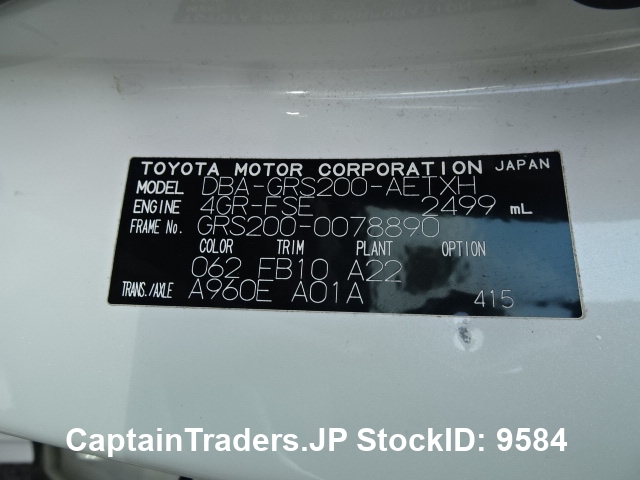 TOYOTA MOTOR CORPORATION JAPAN
MODEL DBA-GRS200-AETXH
ENGINE 4GR-FSE 2499 mL
FRAME No. GRS200-0078890
COLOR TRIM PLANT OPTION
062 FB10 A22
TRANS./AXLE A960E A01A 415
CaptainTraders.JP StockID: 9584